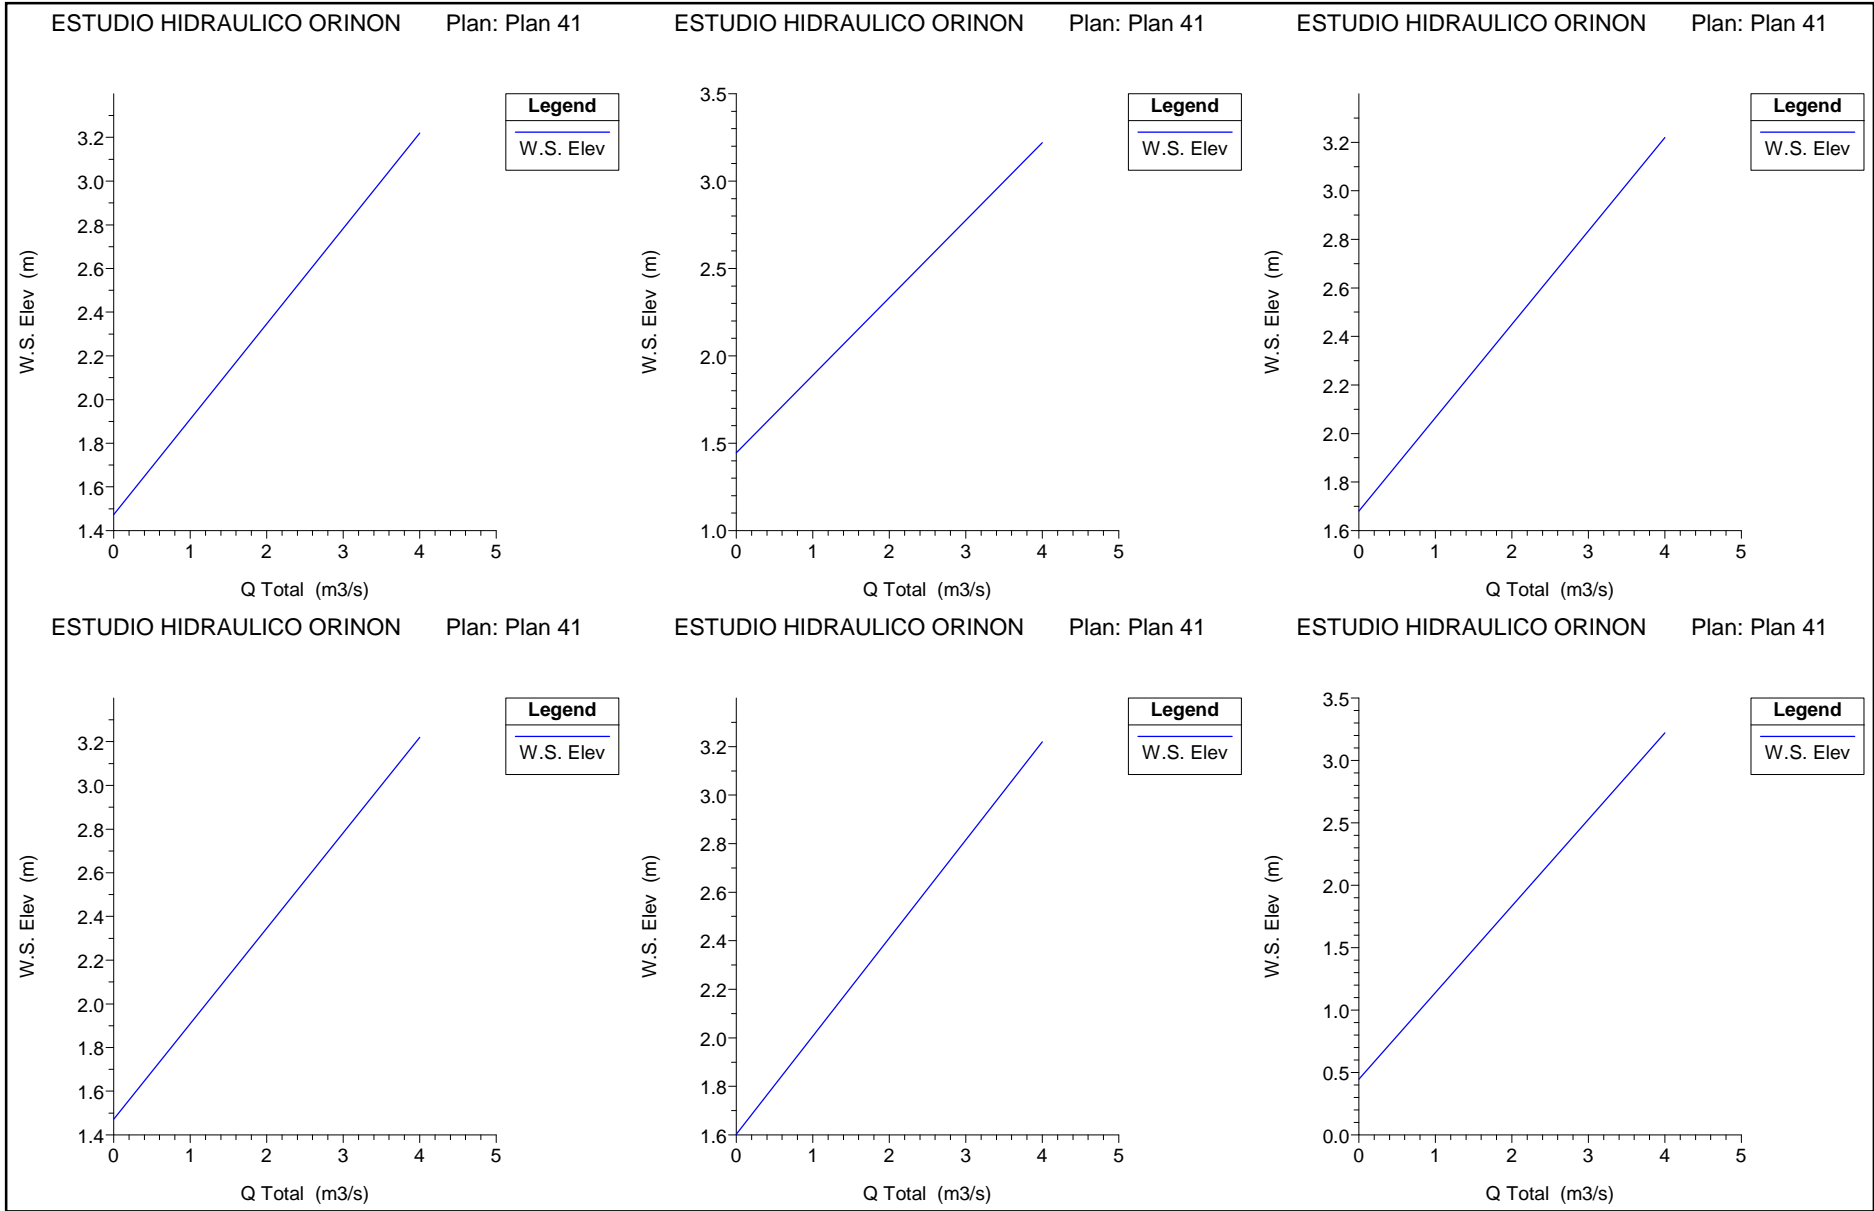 ESTUDIO HIDRAULICO ORINON Plan: Plan 41
Legend
W.S. Elev
W.S. Elev (m)
3.2
3.0
2.8
2.6
2.4
2.2
2.0
1.8
1.6
1.4
0 1 2 3 4 5
Q Total (m3/s)
ESTUDIO HIDRAULICO ORINON Plan: Plan 41
Legend
W.S. Elev
W.S. Elev (m)
3.5
3.0
2.5
2.0
1.5
1.0
0 1 2 3 4 5
Q Total (m3/s)
ESTUDIO HIDRAULICO ORINON Plan: Plan 41
Legend
W.S. Elev
W.S. Elev (m)
3.2
3.0
2.8
2.6
2.4
2.2
2.0
1.8
1.6
0 1 2 3 4 5
Q Total (m3/s)
ESTUDIO HIDRAULICO ORINON Plan: Plan 41
Legend
W.S. Elev
W.S. Elev (m)
3.2
3.0
2.8
2.6
2.4
2.2
2.0
1.8
1.6
1.4
0 1 2 3 4 5
Q Total (m3/s)
ESTUDIO HIDRAULICO ORINON Plan: Plan 41
Legend
W.S. Elev
W.S. Elev (m)
3.2
3.0
2.8
2.6
2.4
2.2
2.0
1.8
1.6
0 1 2 3 4 5
Q Total (m3/s)
ESTUDIO HIDRAULICO ORINON Plan: Plan 41
Legend
W.S. Elev
W.S. Elev (m)
3.5
3.0
2.5
2.0
1.5
1.0
0.5
0.0
0 1 2 3 4 5
Q Total (m3/s)